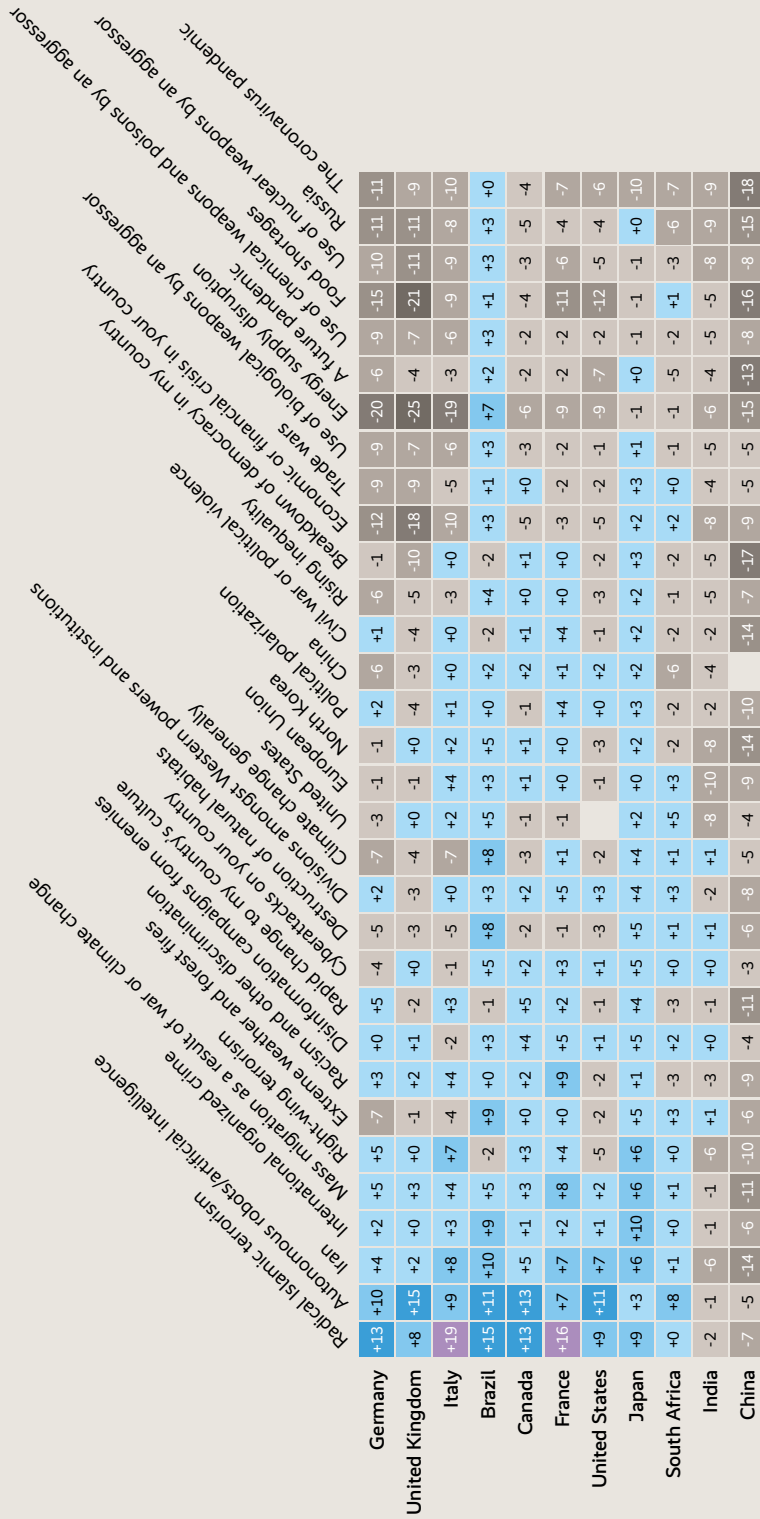 Radical Islamic terrorism
Autonomous robots/artificial intelligence
Iran
International organized crime
Mass migration as a result of war or climate change
Right-wing terrorism
Extreme weather and forest fires
Racism and other discrimination
Disinformation campaigns from enemies
Rapid change to my country's culture
Cyberattacks on your country
Destruction of natural habitats
Divisions amongst Western powers and institutions
Climate change generally
United States
European Union
North Korea
Political polarization
China
Civil war or political violence
Rising inequality
Breakdown of democracy in my country
Economic or financial crisis in your country
Trade wars
Use of biological weapons by an aggressor
Energy supply disruption
A future pandemic
Use of chemical weapons and poisons by an aggressor
Food shortages
Use of nuclear weapons by an aggressor
Russia
The coronavirus pandemic
Germany +13 +10 +4 +2 +5 +5 -7 +3 +0 +5 -4 -5 +2 -7 -3 -1 -1 +2 -6 +1 -6 -1 -12 -9 -9 -20 -6 -9 -15 -10 -11 -11
United Kingdom +8 +15 +2 +0 +3 +0 -1 +2 +1 -2 +0 -3 -3 -4 +0 -1 +0 -4 -3 -4 -5 -10 -18 -9 -7 -25 -4 -7 -21 -11 -11 -9
Italy +19 +9 +8 +3 +4 +7 -4 +4 -2 +3 -1 -5 +0 -7 +2 +4 +2 +1 +0 +0 -3 +0 -10 -5 -6 -19 -3 -6 -9 -9 -8 -10
Brazil +15 +11 +10 +9 +5 -2 +9 +0 +3 -1 +5 +8 +3 +8 +5 +3 +5 +0 +2 -2 +4 -2 +3 +1 +3 +7 +2 +3 +1 +3 +3 +0
Canada +13 +13 +5 +1 +3 +3 +0 +2 +4 +5 +2 -2 +2 -3 -1 +1 +1 -1 +2 +1 +0 +1 -5 +0 -3 -6 -2 -2 -4 -3 -5 -4
France +16 +7 +7 +2 +8 +4 +0 +9 +5 +2 +3 -1 +5 +1 -1 +0 +0 +4 +1 +4 +0 +0 -3 -2 -2 -9 -2 -2 -11 -6 -4 -7
United States +9 +11 +7 +1 +2 -5 -2 -2 +1 -1 +1 -3 +3 -2 -1 -3 +0 +2 -1 -3 -2 -5 -2 -1 -9 -7 -2 -12 -5 -4 -6
Japan +9 +3 +6 +10 +6 +6 +5 +1 +5 +4 +5 +5 +4 +4 +2 +0 +2 +3 +2 +2 +2 +3 +2 +3 +1 -1 +0 -1 -1 -1 +0 -10
South Africa +0 +8 +1 +0 +1 +0 +3 -3 +2 -3 +0 +1 +3 +1 +5 +3 -2 -2 -6 -2 -1 -2 +2 +0 -1 -1 -5 -2 +1 -3 -6 -7
India -2 -1 -6 -1 -1 -6 +1 -3 +0 -1 +0 +1 -2 +1 -8 -10 -8 -2 -4 -2 -5 -5 -8 -4 -5 -6 -4 -5 -5 -8 -9 -9
China -7 -5 -14 -6 -11 -10 -6 -9 -4 -11 -3 -6 -8 -5 -4 -9 -14 -10 -14 -7 -17 -9 -5 -5 -15 -13 -8 -16 -8 -15 -18